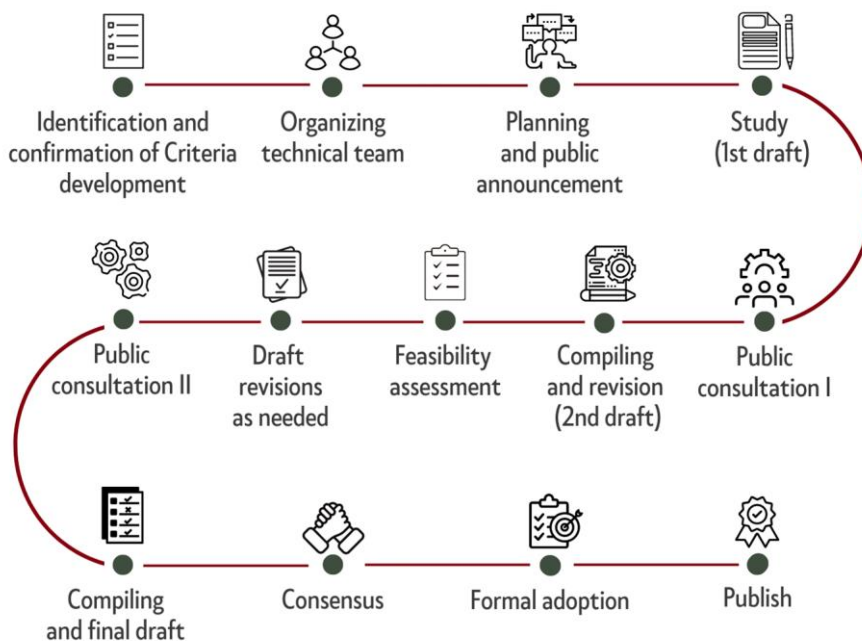 Identification and
confirmation of Criteria
development
Organizing
technical team
Planning
and public
announcement
Study
(1st draft)
Public
consultation I
Compiling
and revision
(2nd draft)
Feasibility
assessment
Draft
revisions
as needed
Public
consultation II
Compiling
and final draft
Consensus
Formal adoption
Publish